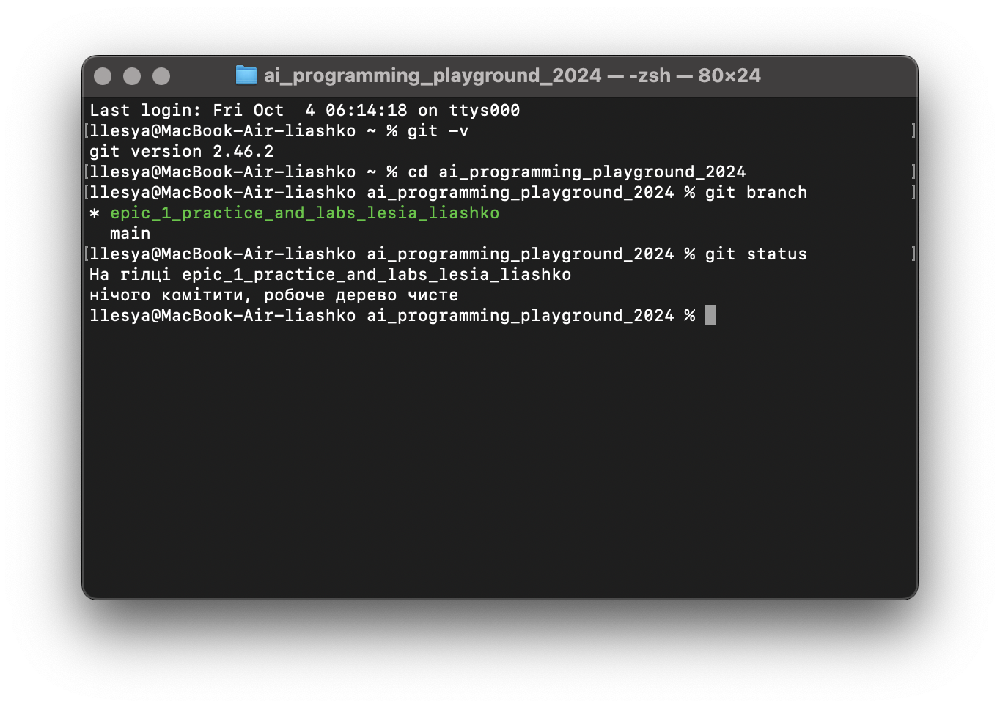 ai_programming_playground_2024 — -zsh — 80×24
Last login: Fri Oct  4 06:14:18 on ttys000
[llesya@MacBook-Air-liashko ~ % git -v ]
git version 2.46.2
[llesya@MacBook-Air-liashko ~ % cd ai_programming_playground_2024 ]
[llesya@MacBook-Air-liashko ai_programming_playground_2024 % git branch ]
* epic_1_practice_and_labs_lesia_liashko
  main
[llesya@MacBook-Air-liashko ai_programming_playground_2024 % git status ]
На гілці epic_1_practice_and_labs_lesia_liashko
нічого комітити, робоче дерево чисте
llesya@MacBook-Air-liashko ai_programming_playground_2024 %